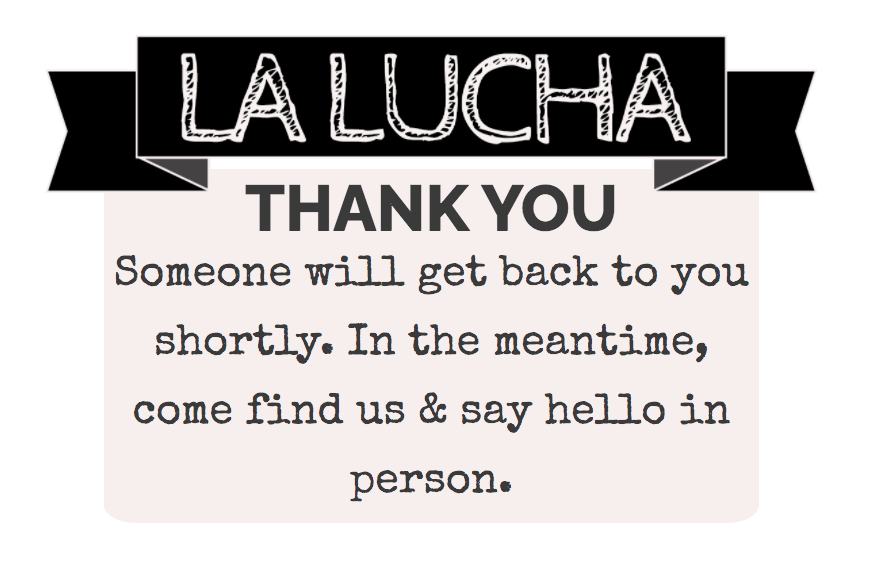 LA LUCHA
THANK YOU
Someone will get back to you
shortly. In the meantime,
come find us & say hello in
person.